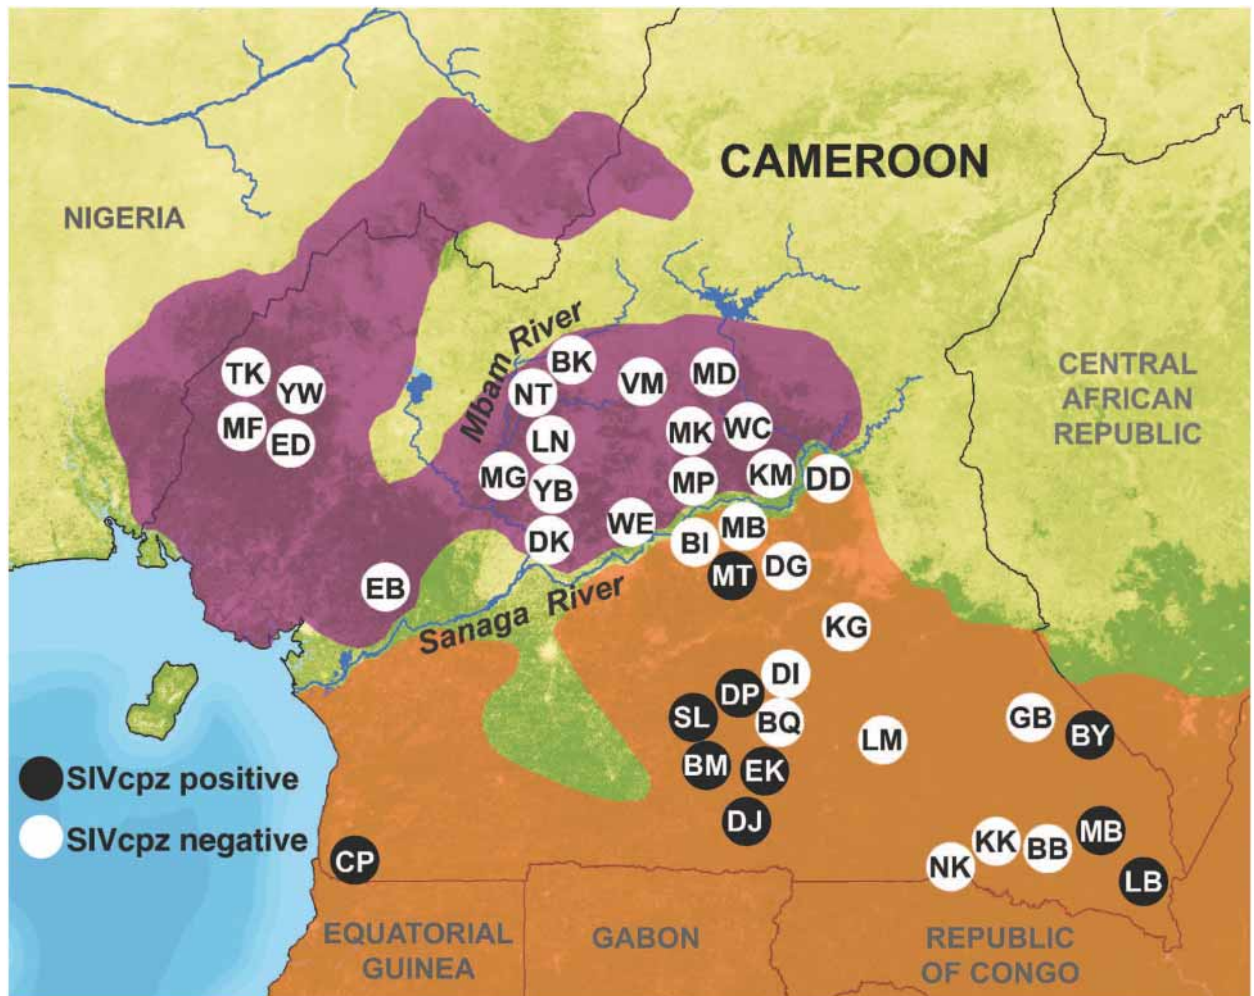 CAMEROON
NIGERIA
Mbam River
BK
TK
YW
NT
VM
MD
CENTRAL
AFRICAN
REPUBLIC
MF
ED
LN
MK
WC
MG
YB
MP
KM
DD
DK
WE
BI
MB
EB
MT
DG
Sanaga River
KG
DI
DP
SL
BQ
LM
GB
BY
BM
EK
SIVcpz positive
DJ
SIVcpz negative
CP
KK
BB
MB
NK
LB
EQUATORIAL
GUINEA
GABON
REPUBLIC
OF CONGO